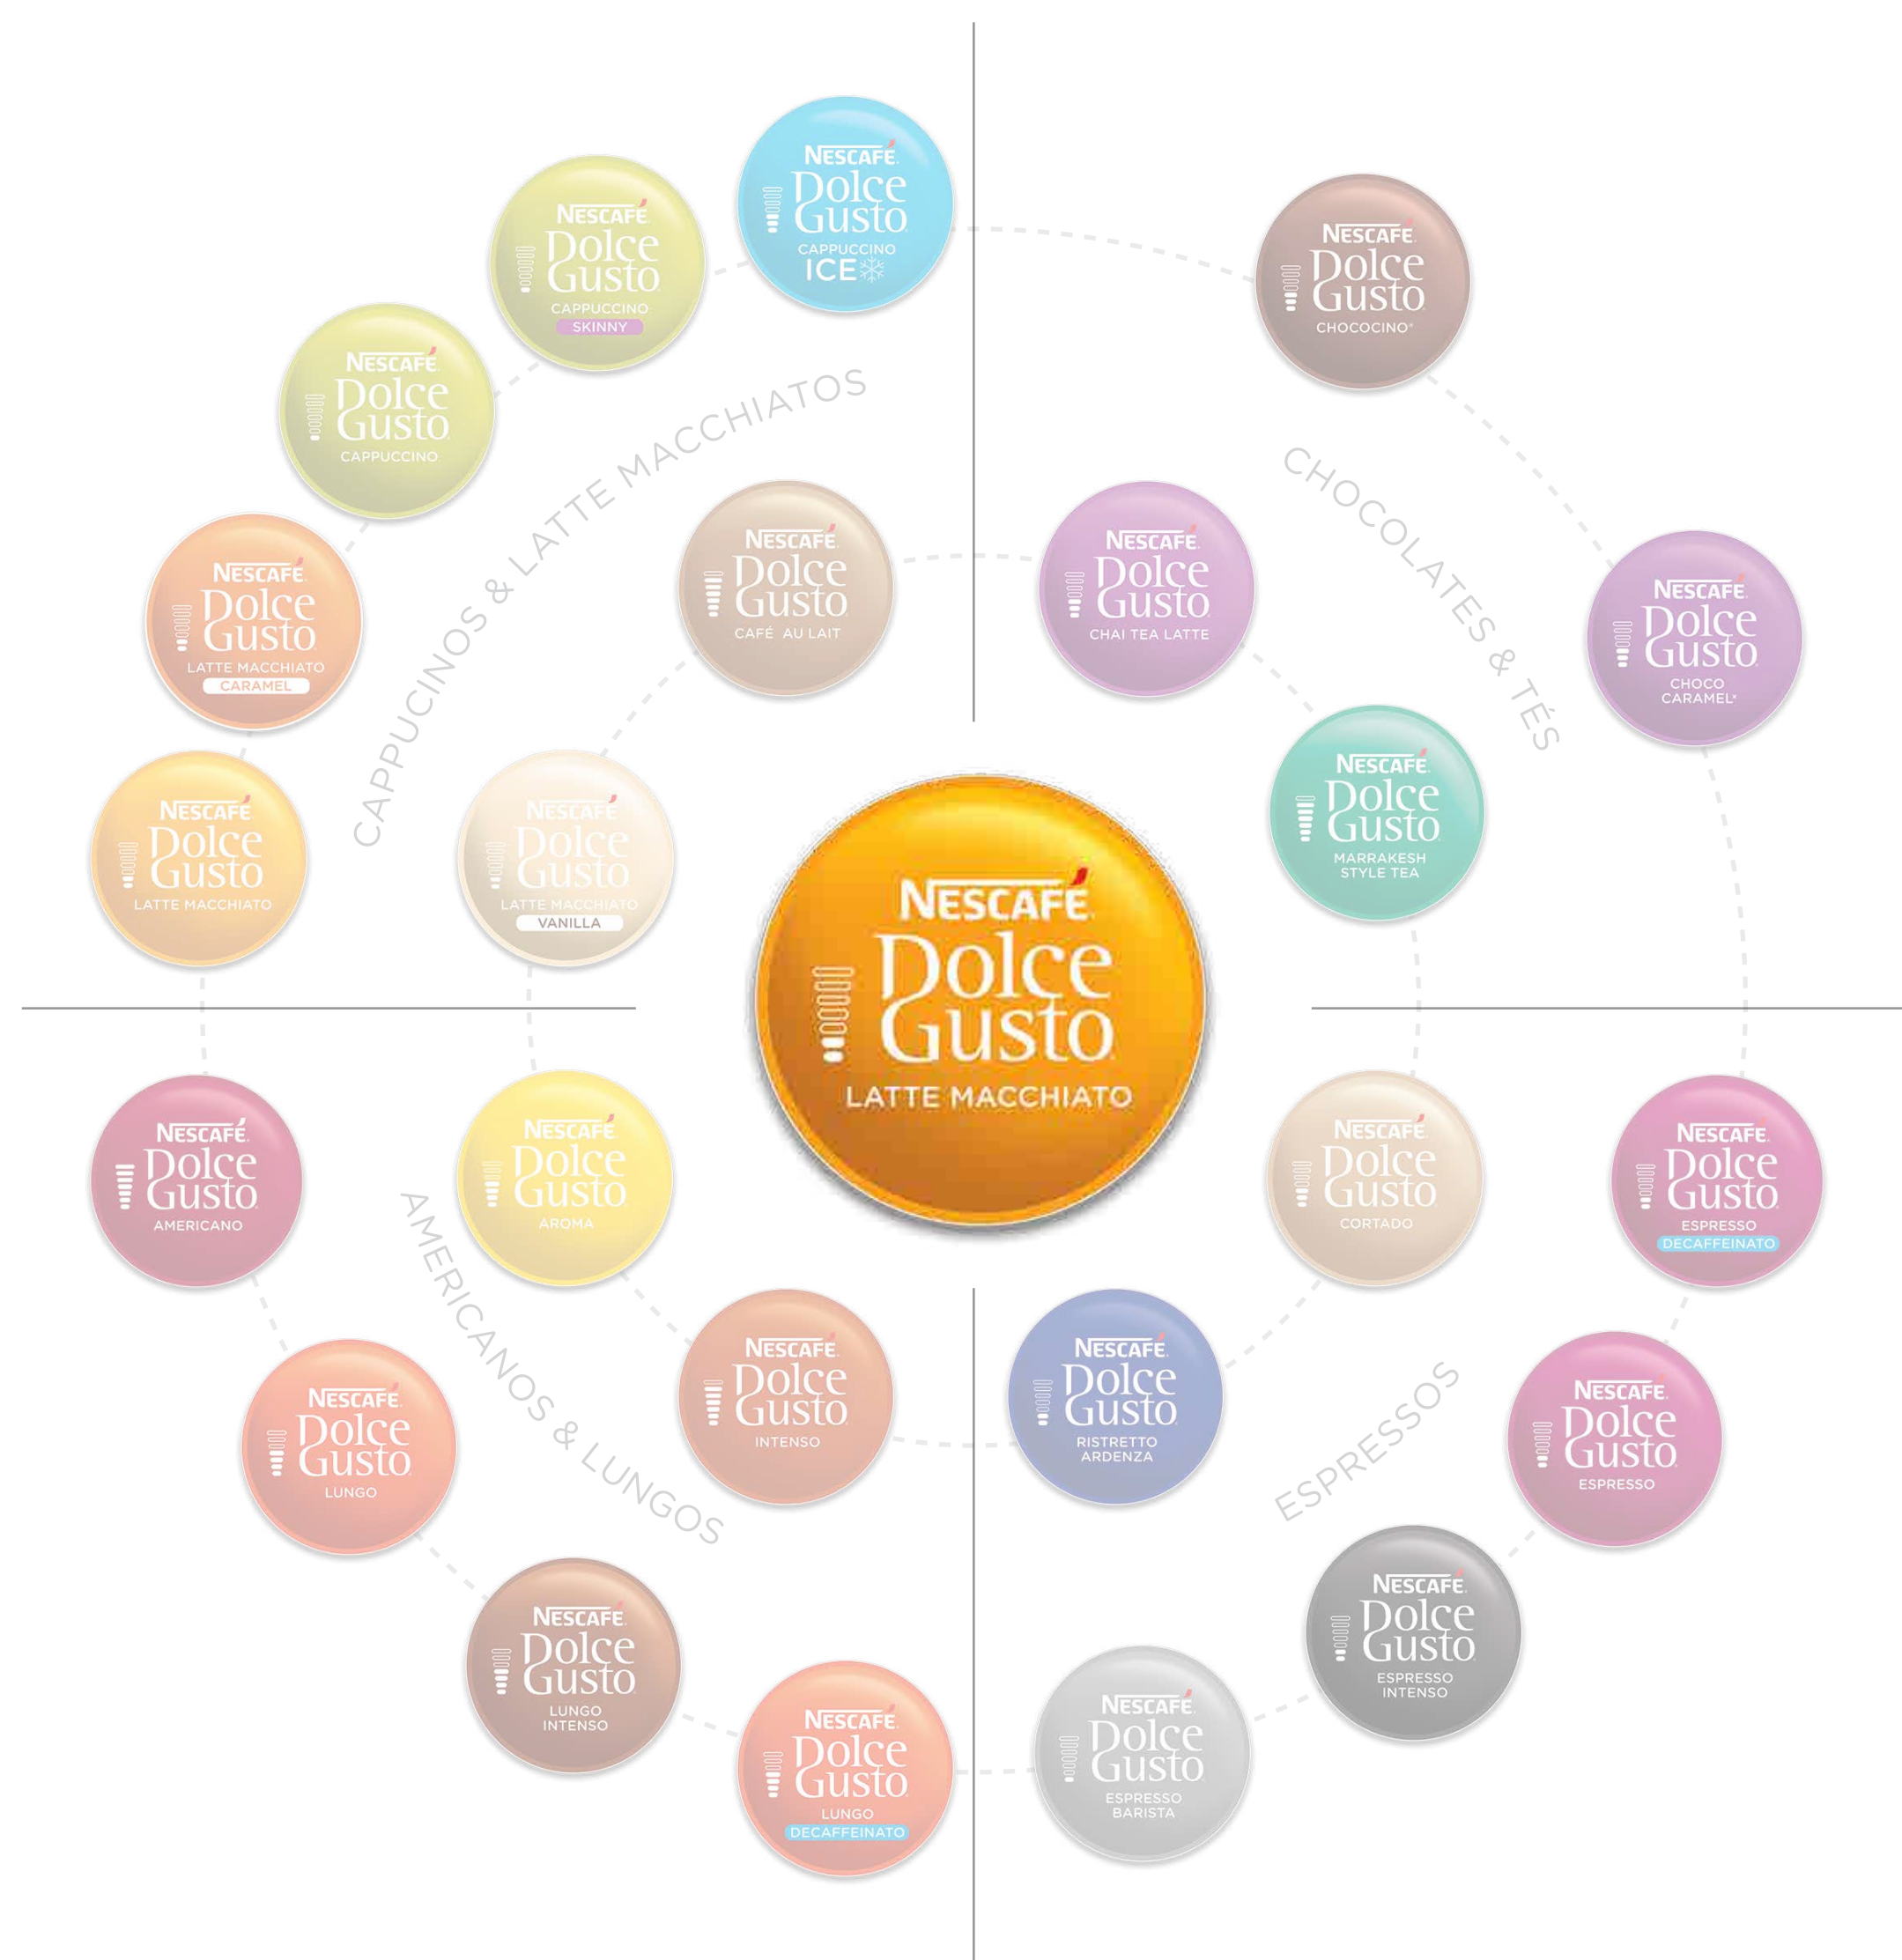 NESCAFÉ
Dolce
Gusto
CAPPUCCINO
ICE
NESCAFÉ
Dolce
Gusto
CAPPUCCINO
SKINNY
NESCAFÉ
Dolce
Gusto
CAPPUCCINO
NESCAFÉ
Dolce
Gusto
LATTE MACCHIATO
CARAMEL
NESCAFÉ
Dolce
Gusto
LATTE MACCHIATO
CAPPUCINOS & LATTE MACCHIATOS
NESCAFÉ
Dolce
Gusto
CAFÉ AU LAIT
NESCAFÉ
Dolce
Gusto
LATTE MACCHIATO
VANILLA
NESCAFÉ
Dolce
Gusto
CHOCOCINO®
CHOCOLATES & TÉS
NESCAFÉ
Dolce
Gusto
CHOCO
CARAMEL
NESCAFÉ
Dolce
Gusto
CHAI TEA LATTE
NESCAFÉ
Dolce
Gusto
MARRAKESH
STYLE TEA
NESCAFÉ
Dolce
Gusto
LATTE MACCHIATO
NESCAFÉ
Dolce
Gusto
AMERICANO
NESCAFÉ
Dolce
Gusto
AROMA
AMERICANOS & LUNGOS
NESCAFÉ
Dolce
Gusto
LUNGO
NESCAFÉ
Dolce
Gusto
INTENSO
NESCAFÉ
Dolce
Gusto
LUNGO
INTENSO
NESCAFÉ
Dolce
Gusto
LUNGO
DECAFFEINATO
NESCAFÉ
Dolce
Gusto
CORTADO
NESCAFÉ
Dolce
Gusto
ESPRESSO
DECAFFEINATO
NESCAFÉ
Dolce
Gusto
RISTRETTO
ARDENZA
ESPRESSOS
NESCAFÉ
Dolce
Gusto
ESPRESSO
NESCAFÉ
Dolce
Gusto
ESPRESSO
INTENSO
NESCAFÉ
Dolce
Gusto
ESPRESSO
BARISTA